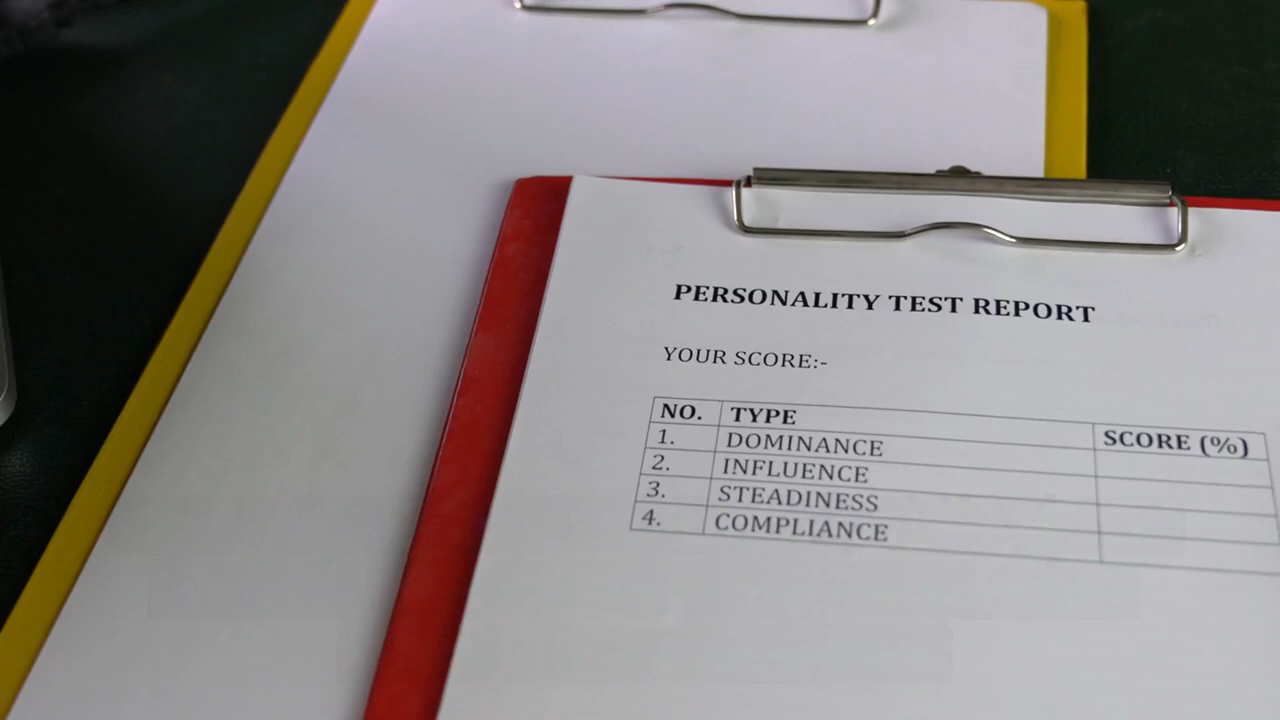 PERSONALITY TEST REPORT
YOUR SCORE:-
NO. TYPE SCORE (%)
1. DOMINANCE
2. INFLUENCE
3. STEADINESS
4. COMPLIANCE